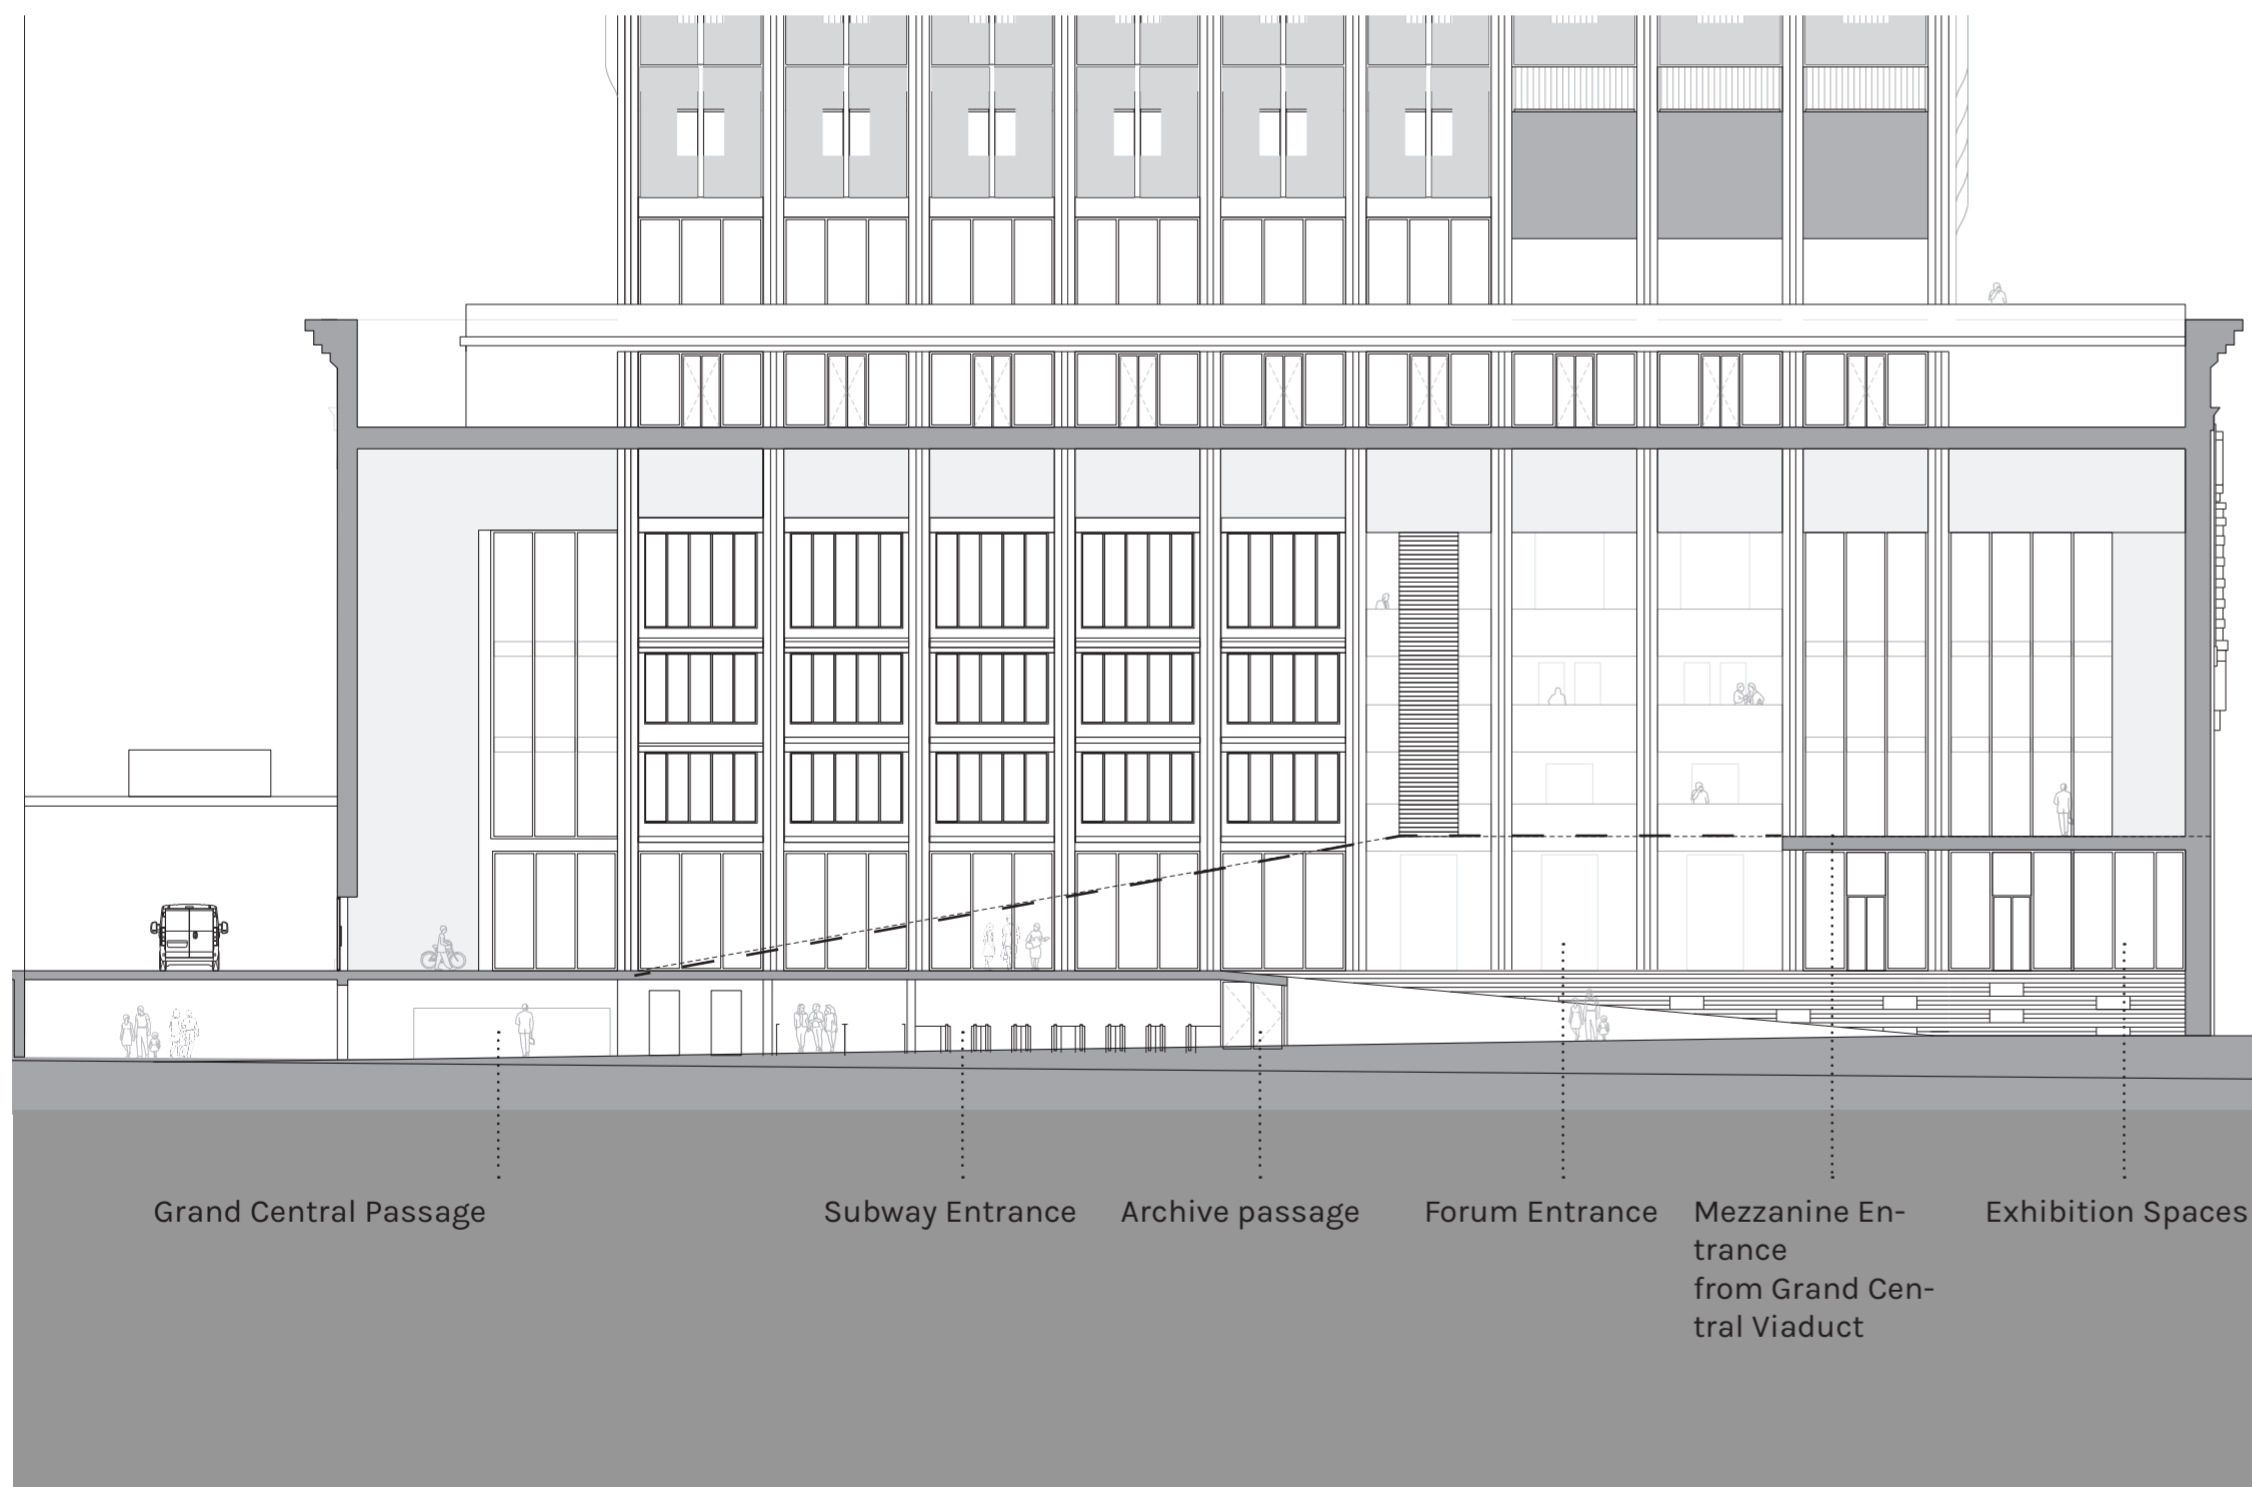 Grand Central Passage
Subway Entrance
Archive passage
Forum Entrance
Mezzanine En-
trance
from Grand Cen-
tral Viaduct
Exhibition Spaces